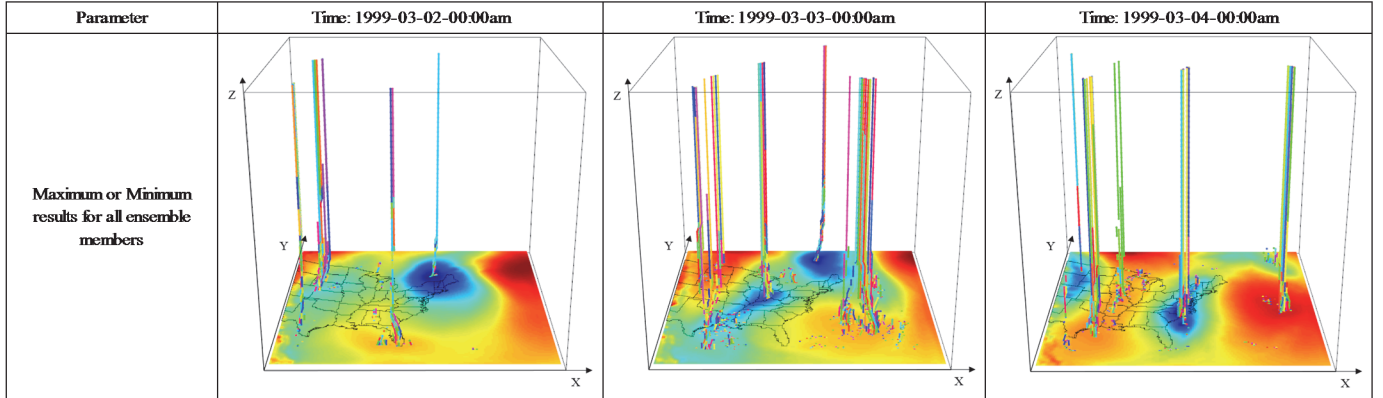 Parameter
Time: 1999-03-02-00:00am
Time: 1999-03-03-00:00am
Time: 1999-03-04-00:00am
Maximum or Minimum
results for all ensemble
members
Z
Y
X
Z
Y
X
Z
Y
X